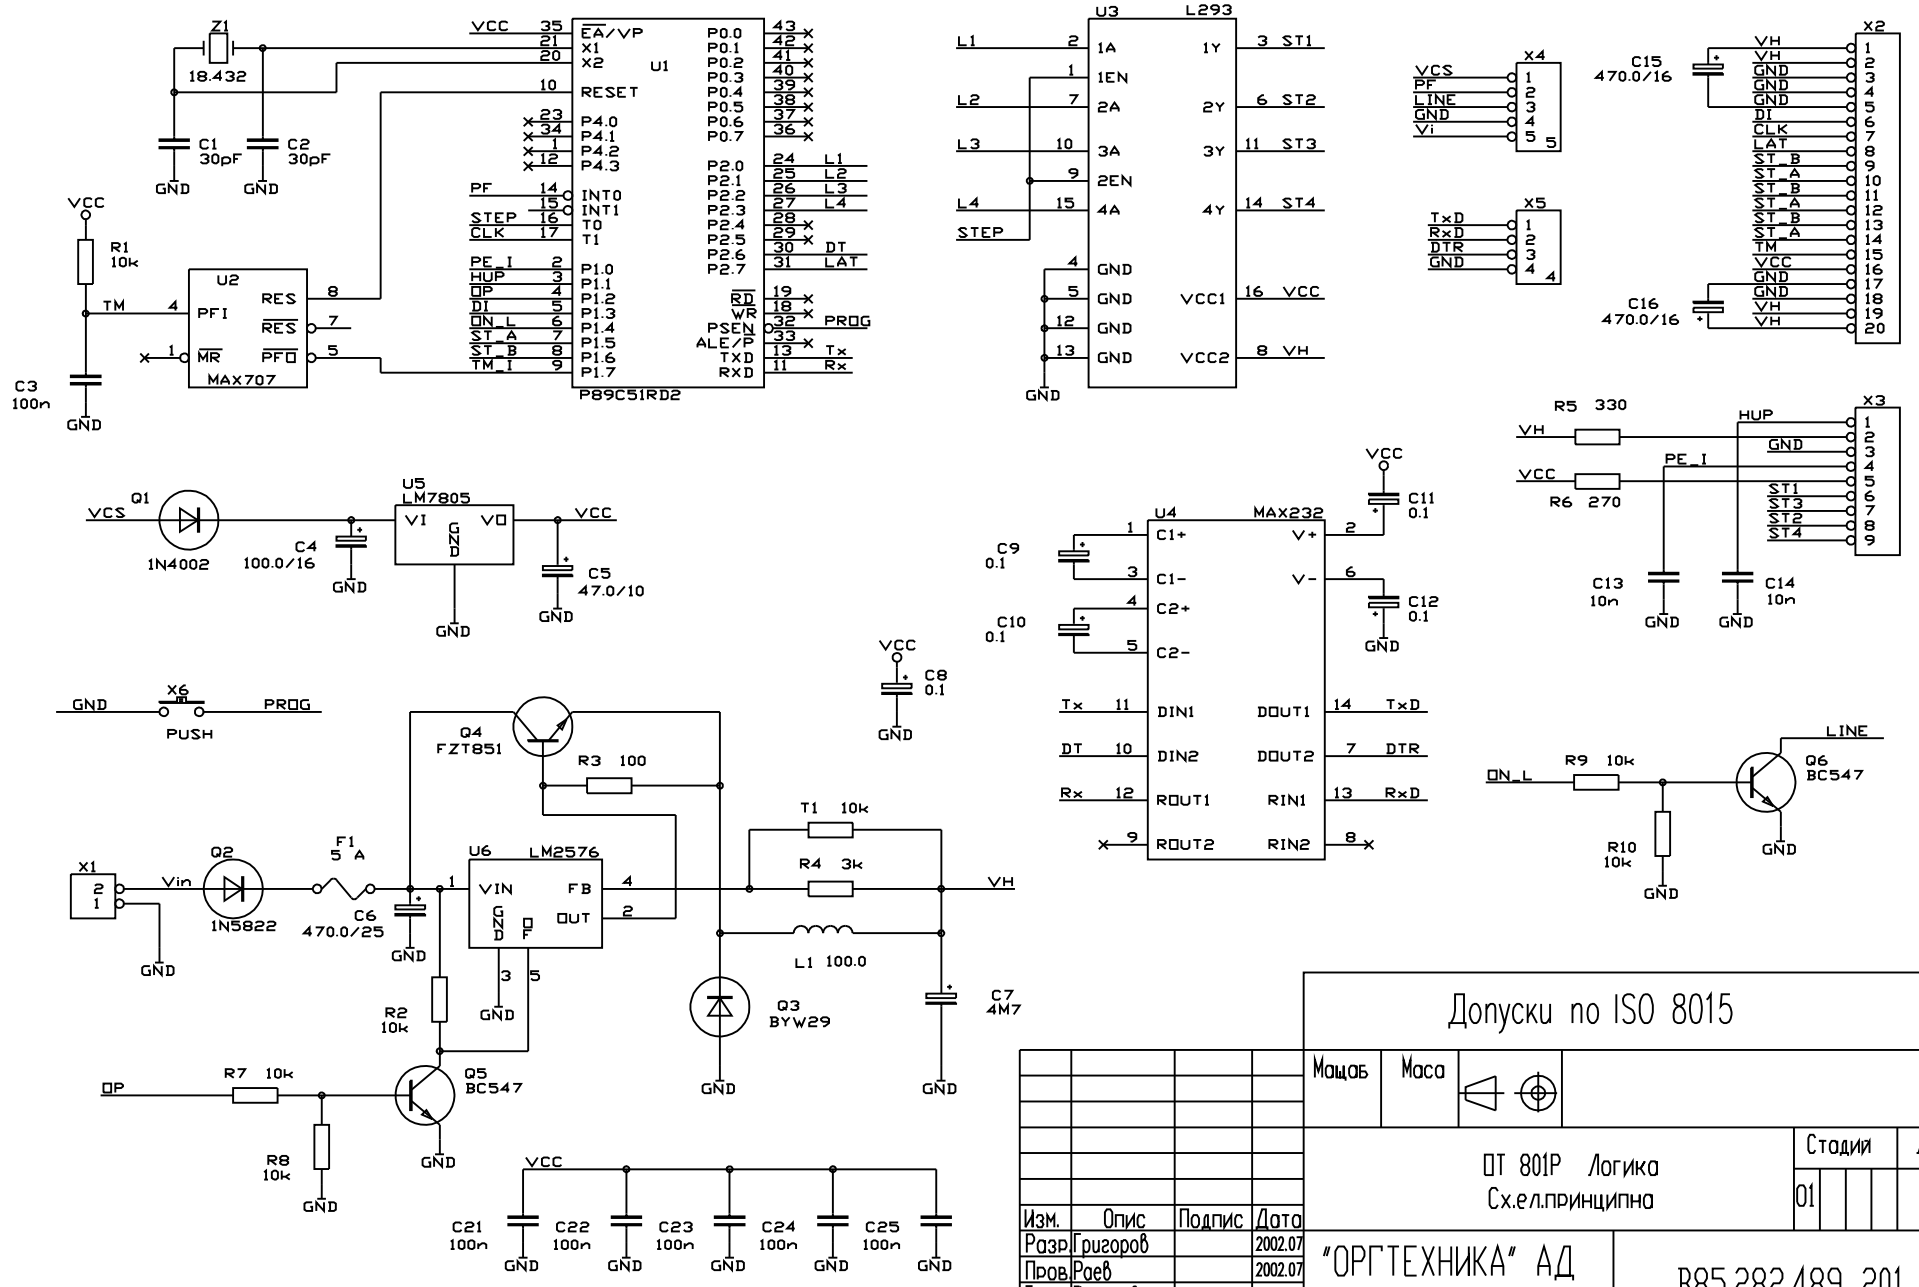 Z1
18.432
C1
30pF
C2
30pF
GND
GND
VCC
R1
10k
TM
C3
100n
GND
U2
4 PFI
RES 8
RES 7
1 MR
PFO 5
MAX707
VCC 35 EA/VP
21 X1
20 X2
10 RESET
23 P4.0
34 P4.1
1 P4.2
12 P4.3
PF 14 INT0
15 INT1
STEP 16 T0
CLK 17 T1
PE_I 2 P1.0
HUP 3 P1.1
OP 4 P1.2
DI 5 P1.3
ON_L 6 P1.4
ST_A 7 P1.5
ST_B 8 P1.6
TM_I 9 P1.7
U1
P0.0 43
P0.1 42
P0.2 41
P0.3 40
P0.4 39
P0.5 38
P0.6 37
P0.7 36
P2.0 24 L1
P2.1 25 L2
P2.2 26 L3
P2.3 27 L4
P2.4 28
P2.5 29
P2.6 30 DT
P2.7 31 LAT
RD 19
WR 18
PSEN 32 PROG
ALE/P 33
TXD 13 Tx
RXD 11 Rx
P89C51RD2
U3 L293
L1 2 1A 1Y 3 ST1
1 1EN
L2 7 2A 2Y 6 ST2
L3 10 3A 3Y 11 ST3
9 2EN
L4 15 4A 4Y 14 ST4
STEP
4 GND
5 GND VCC1 16 VCC
12 GND
13 GND VCC2 8 VH
GND
X4
VCS 1
PF 2
LINE 3
GND 4
Vi 5
5
X5
TxD 1
RxD 2
DTR 3
GND 4
4
C15
470.0/16
C16
470.0/16
X2
VH 1
VH 2
GND 3
GND 4
GND 5
DI 6
CLK 7
LAT 8
ST_B 9
ST_A 10
ST_B 11
ST_A 12
ST_B 13
ST_A 14
TM 15
VCC 16
GND 17
GND 18
VH 19
VH 20
R5 330
VH
VCC
R6 270
X3
HUP 1
2
GND 3
PE_I 4
5
ST1 6
ST3 7
ST2 8
ST4 9
C13
10n
GND
C14
10n
GND
Q1
VCS
1N4002
C4
100.0/16
GND
U5
LM7805
VI
GND
VO
VCC
GND
C5
47.0/10
GND
VCC
C8
0.1
GND
U4 MAX232
C9
0.1
C10
0.1
1 C1+
3 C1-
4 C2+
5 C2-
V+ 2
V- 6
VCC
C11
0.1
C12
0.1
GND
Tx 11 DIN1 DOUT1 14 TxD
DT 10 DIN2 DOUT2 7 DTR
Rx 12 ROUT1 RIN1 13 RxD
9 ROUT2 RIN2 8
X6
GND
PROG
PUSH
Q4
FZT851
R3 100
T1 10k
R4 3k
VH
L1 100.0
C7
4M7
GND
Q3
BYW29
GND
X1
2
1
Vin
GND
Q2
1N5822
F1
5 A
C6
470.0/25
GND
U6 LM2576
1 VIN
FB 4
OUT 2
GND
OF
3
5
GND
R2
10k
OP
R7 10k
R8
10k
GND
Q5
BC547
GND
LINE
ON_L
R9 10k
Q6
BC547
R10
10k
GND
GND
VCC
C21
100n
GND
C22
100n
GND
C23
100n
GND
C24
100n
GND
C25
100n
GND
Допуски по ISO 8015
Мащаб
Маса
ОТ 801Р Логика
Сх.ел.принципна
Стадий
01
Изм. Опис Подпис Дата
Разр. Григоров 2002.07
Пров. Раев 2002.07
"ОРГТЕХНИКА" АД